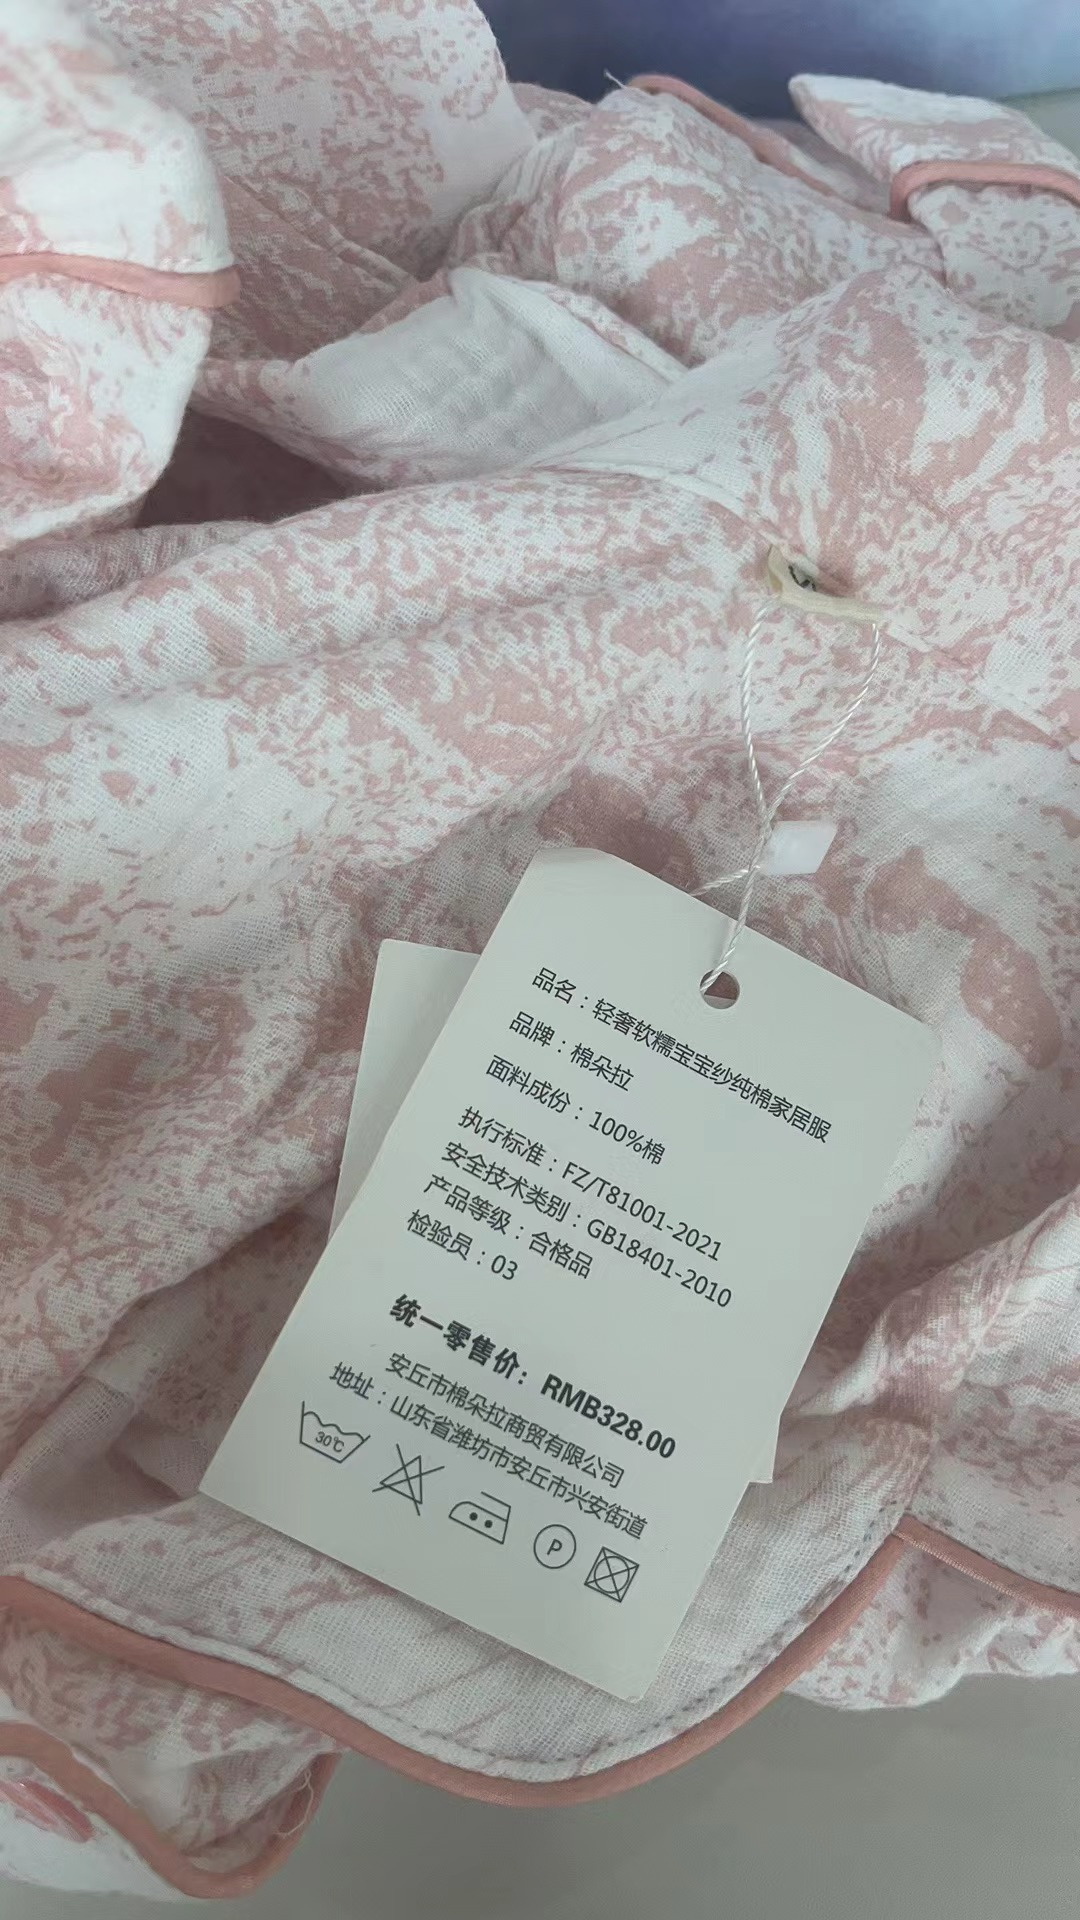 品名：轻奢软糯宝宝纱纯棉家居服
品牌：棉朵拉
面料成份：100%棉
执行标准：FZ/T81001-2021
安全技术类别：GB18401-2010
产品等级：合格品
检验员：03
统一零售价：RMB328.00
安丘市棉朵拉商贸有限公司
地址：山东省潍坊市安丘市兴安街道
30℃
P